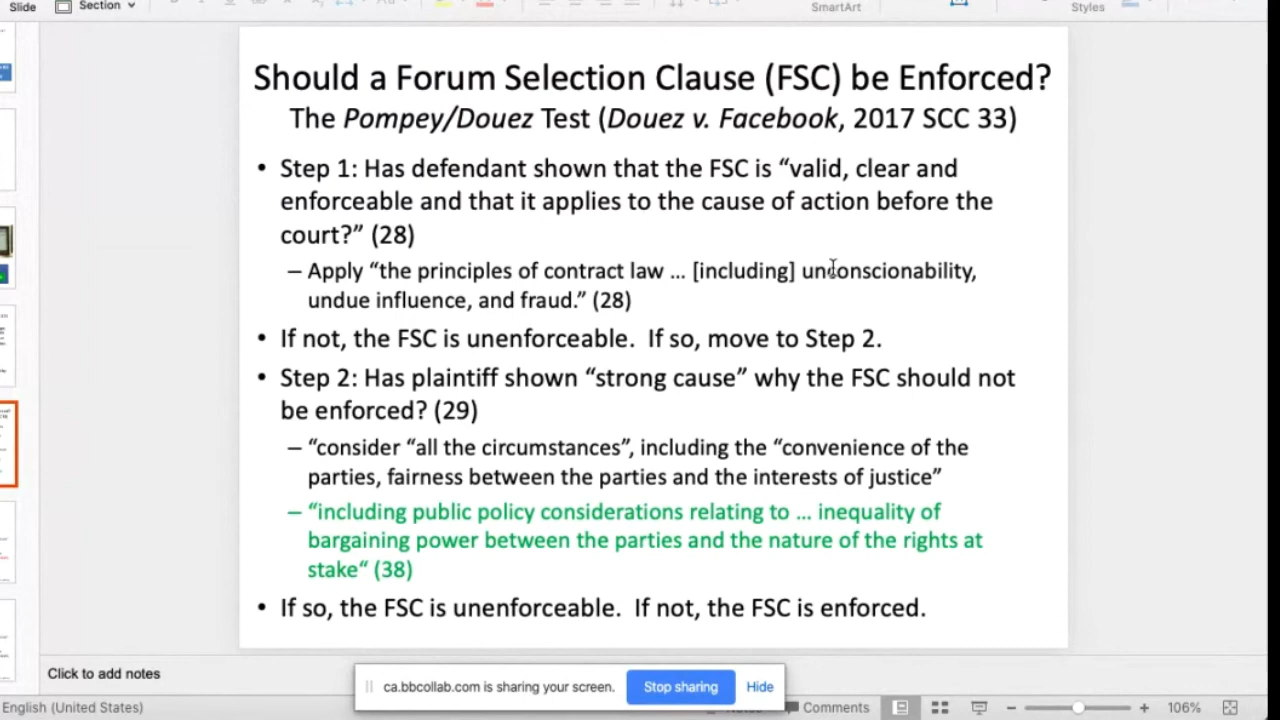 Slide
Section
SmartArt
Styles
Should a Forum Selection Clause (FSC) be Enforced?
The Pompey/Douez Test (Douez v. Facebook, 2017 SCC 33)
• Step 1: Has defendant shown that the FSC is “valid, clear and
enforceable and that it applies to the cause of action before the
court?” (28)
– Apply “the principles of contract law ... [including] unconscionability,
undue influence, and fraud.” (28)
• If not, the FSC is unenforceable. If so, move to Step 2.
• Step 2: Has plaintiff shown “strong cause” why the FSC should not
be enforced? (29)
– “consider “all the circumstances”, including the “convenience of the
parties, fairness between the parties and the interests of justice”
– “including public policy considerations relating to ... inequality of
bargaining power between the parties and the nature of the rights at
stake“ (38)
• If so, the FSC is unenforceable. If not, the FSC is enforced.
Click to add notes
ca.bbcollab.com is sharing your screen.
Stop sharing
Hide
English (United States)
Comments
106%